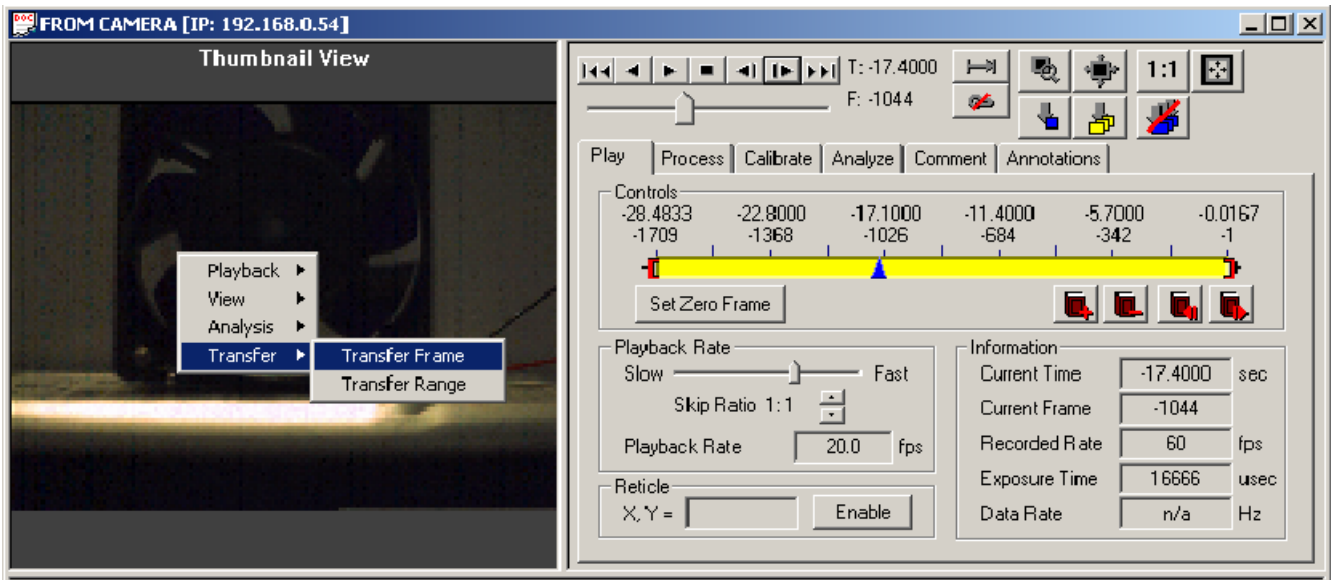 FROM CAMERA [IP: 192.168.0.54]
Thumbnail View
Playback
View
Analysis
Transfer
Transfer Frame
Transfer Range
T: -17.4000
F: -1044
1:1
Play Process Calibrate Analyze Comment Annotations
Controls
-28.4833 -22.8000 -17.1000 -11.4000 -5.7000 -0.0167
-1709 -1368 -1026 -684 -342 -1
Set Zero Frame
Playback Rate
Slow Fast
Skip Ratio 1:1
Playback Rate 20.0 fps
Reticle
X, Y = Enable
Information
Current Time -17.4000 sec
Current Frame -1044
Recorded Rate 60 fps
Exposure Time 16666 usec
Data Rate n/a Hz